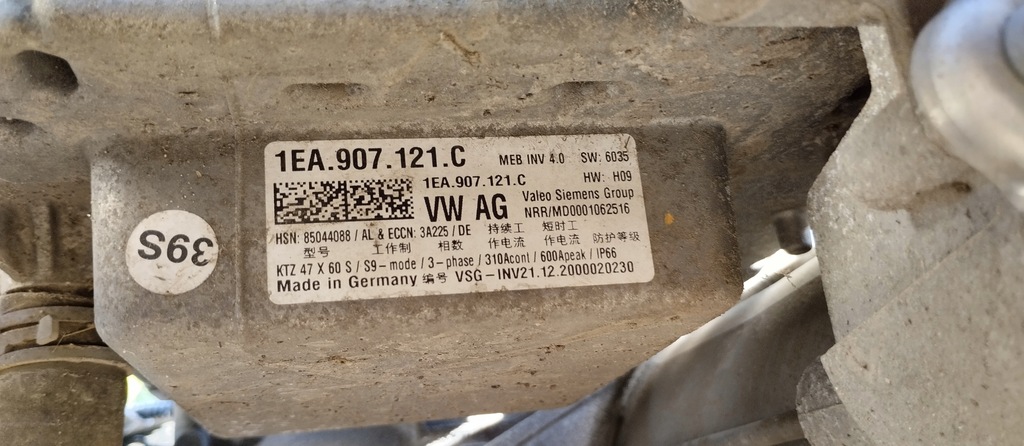 1EA.907.121.C MEB INV 4.0 SW: 6035
1EA.907.121.C HW: H09
VW AG Valeo Siemens Group
NRR/MD0001062516
HSN: 85044088 / AL & ECCN: 3A225 / DE 持续工 短时工
型号 工作制 相数 作电流 作电流 防护等级
KTZ 47 X 60 S / S9-mode / 3-phase / 310Acont / 600Apeak / IP66
Made in Germany 编号 VSG-INV21.12.2000020230
39S